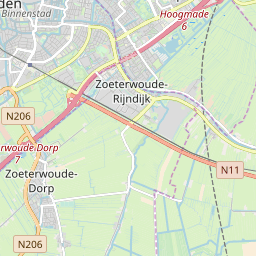 den
Binnenstad
Hoogmade
6
Zoeterwoude-
Rijndijk
N206
erwoude Dorp
7
Zoeterwoude-
Dorp
N11
N206